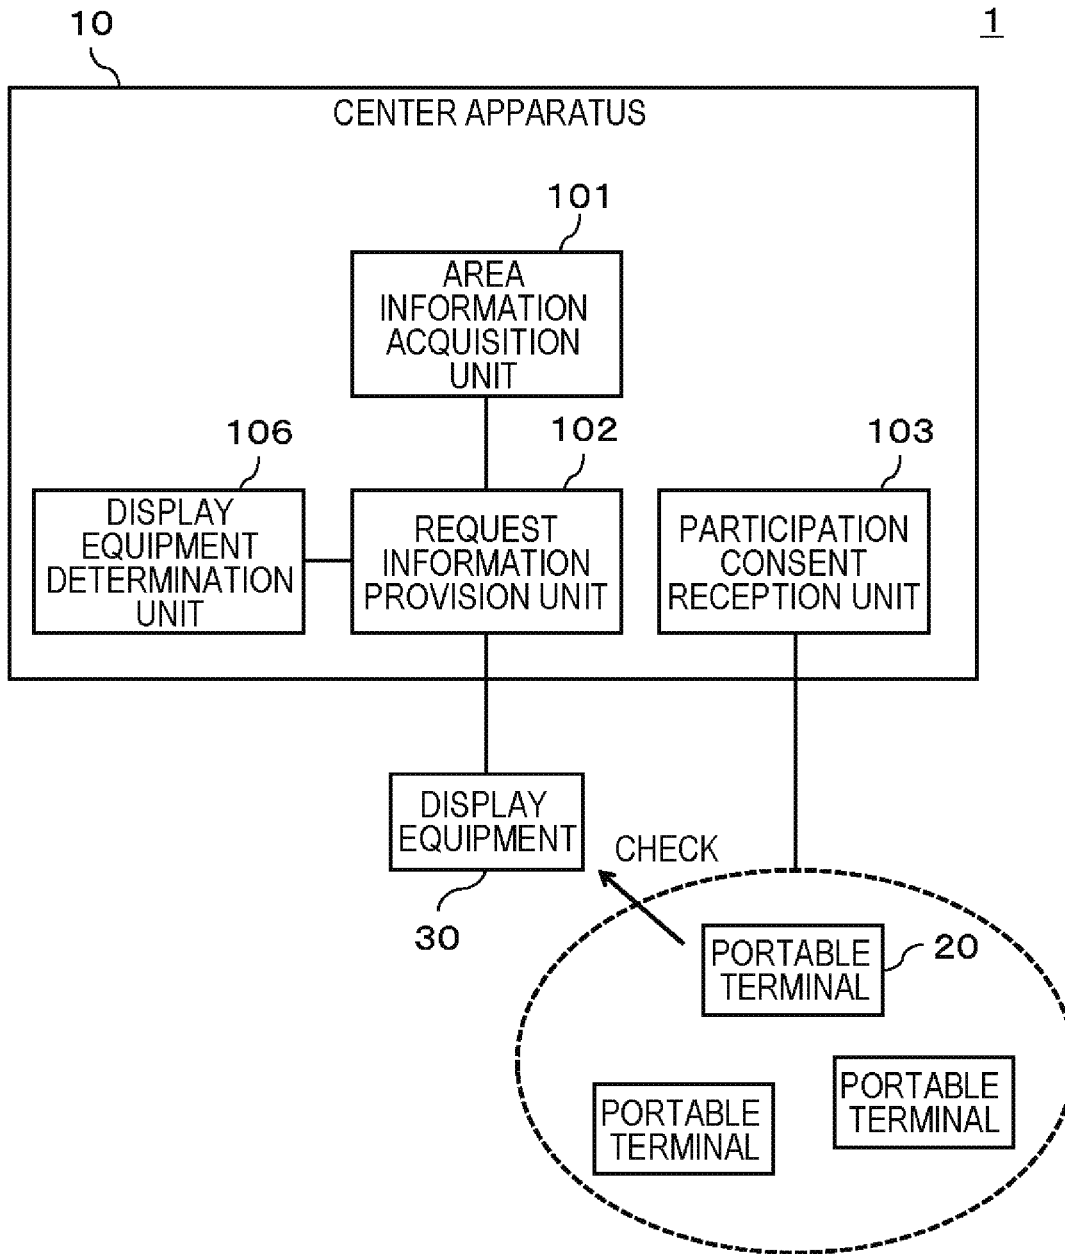 10
1
CENTER APPARATUS
101
AREA
INFORMATION
ACQUISITION
UNIT
106
102
103
DISPLAY
EQUIPMENT
DETERMINATION
UNIT
REQUEST
INFORMATION
PROVISION UNIT
PARTICIPATION
CONSENT
RECEPTION UNIT
DISPLAY
EQUIPMENT
CHECK
30
PORTABLE
TERMINAL
20
PORTABLE
TERMINAL
PORTABLE
TERMINAL